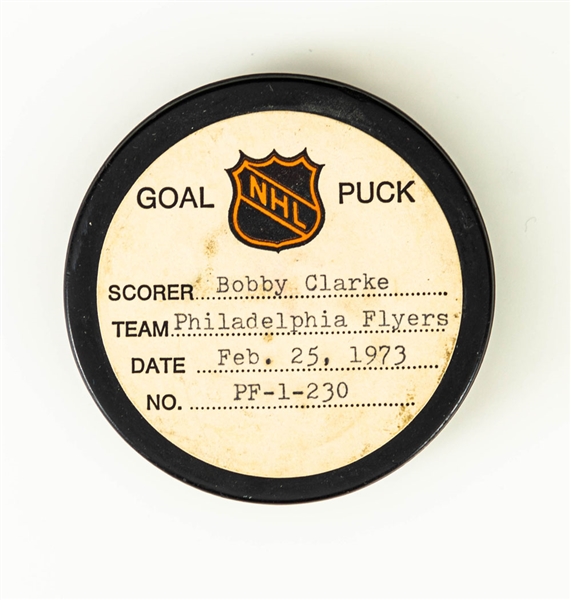 GOAL NHL PUCK
SCORER Bobby Clarke
TEAM Philadelphia Flyers
DATE Feb. 25, 1973
NO. PF-1-230